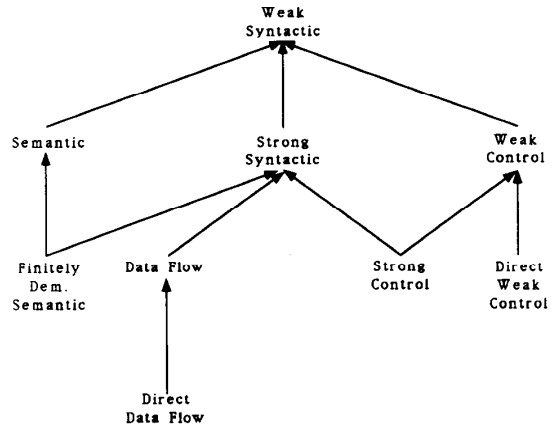 Weak
Syntactic
Semantic
Strong
Syntactic
Weak
Control
Finitely
Dem.
Semantic
Data Flow
Strong
Control
Direct
Weak
Control
Direct
Data Flow